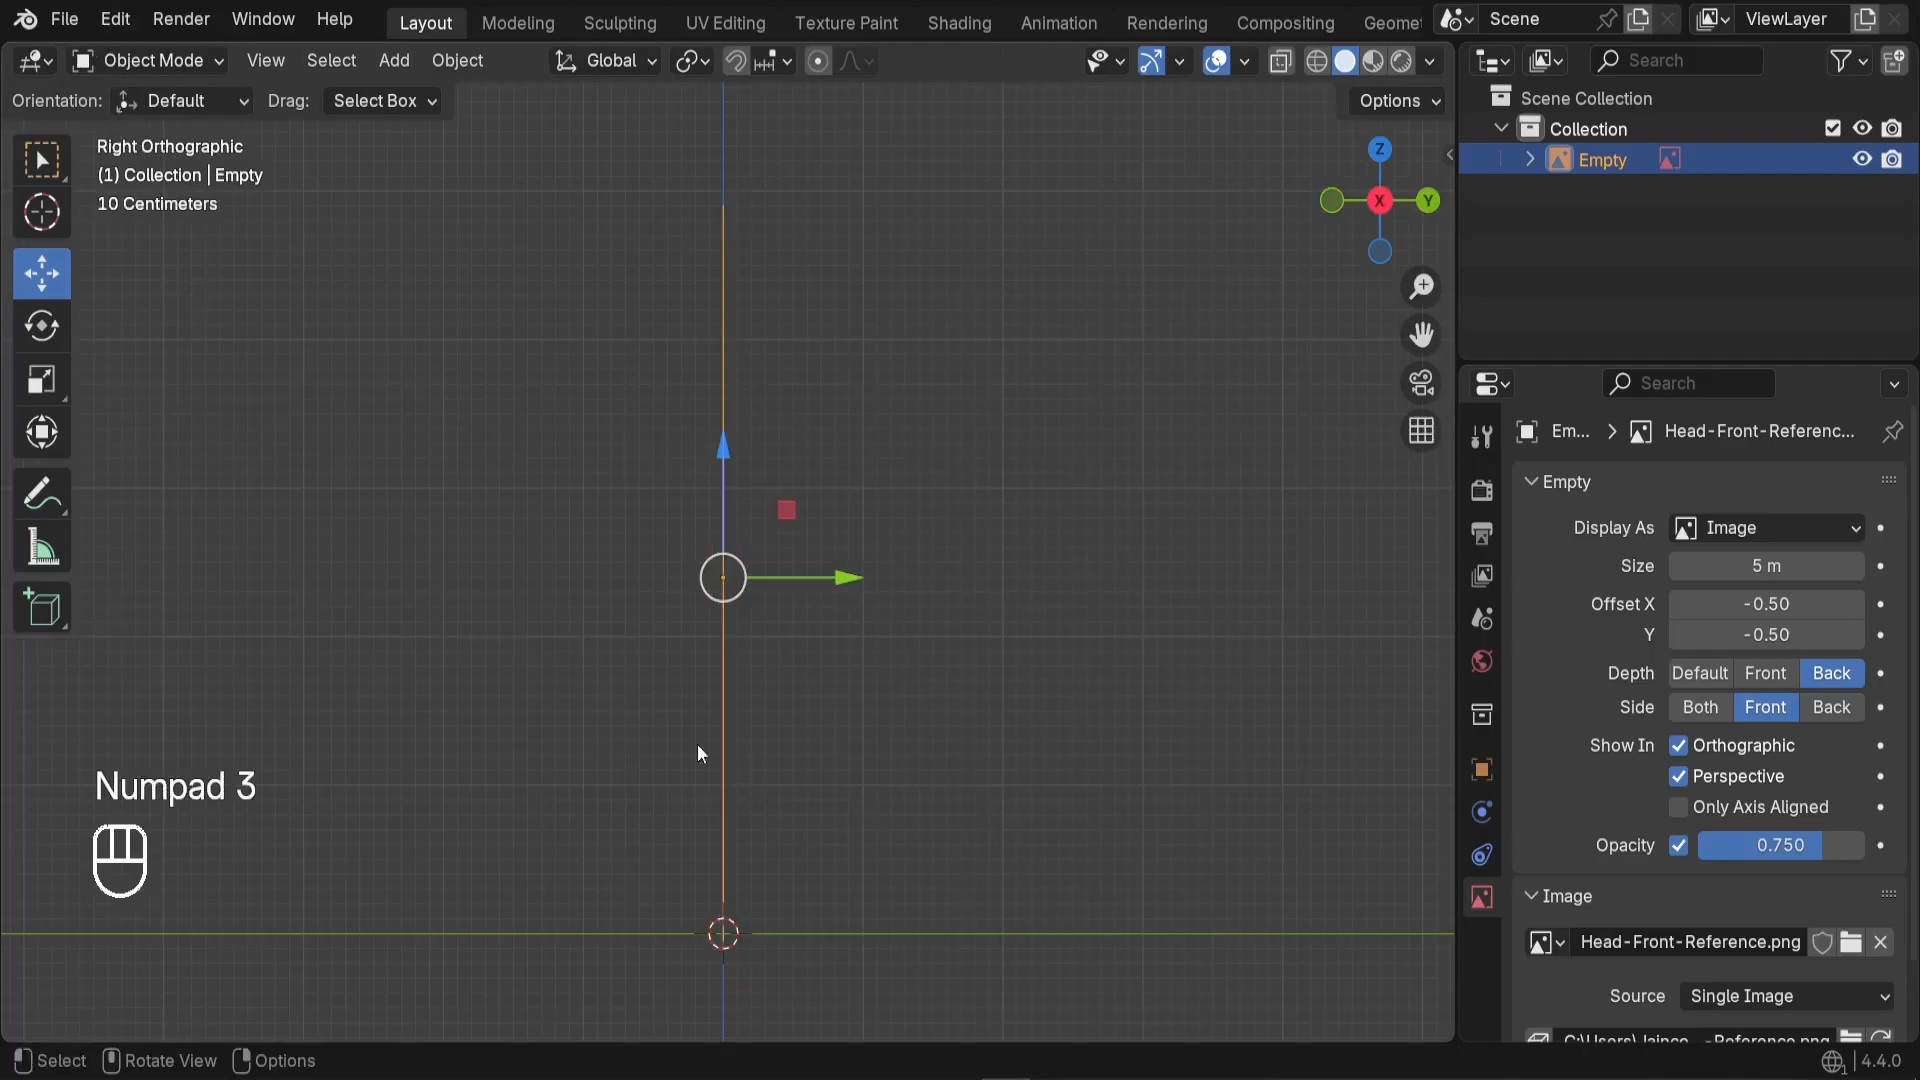 File Edit Render Window Help
Layout Modeling Sculpting UV Editing Texture Paint Shading Animation Rendering Compositing Geomet
Scene
ViewLayer
Object Mode View Select Add Object
Global
Search
Orientation: Default Drag: Select Box
Options
Scene Collection
Collection
Empty
Right Orthographic
(1) Collection | Empty
10 Centimeters
Z
X
Y
Search
Em... Head-Front-Referenc...
Empty
Display As Image
Size 5 m
Offset X -0.50
Y -0.50
Depth Default Front Back
Side Both Front Back
Show In Orthographic
Perspective
Only Axis Aligned
Opacity 0.750
Numpad 3
Image
Head-Front-Reference.png
Source Single Image
Select Rotate View Options
4.4.0